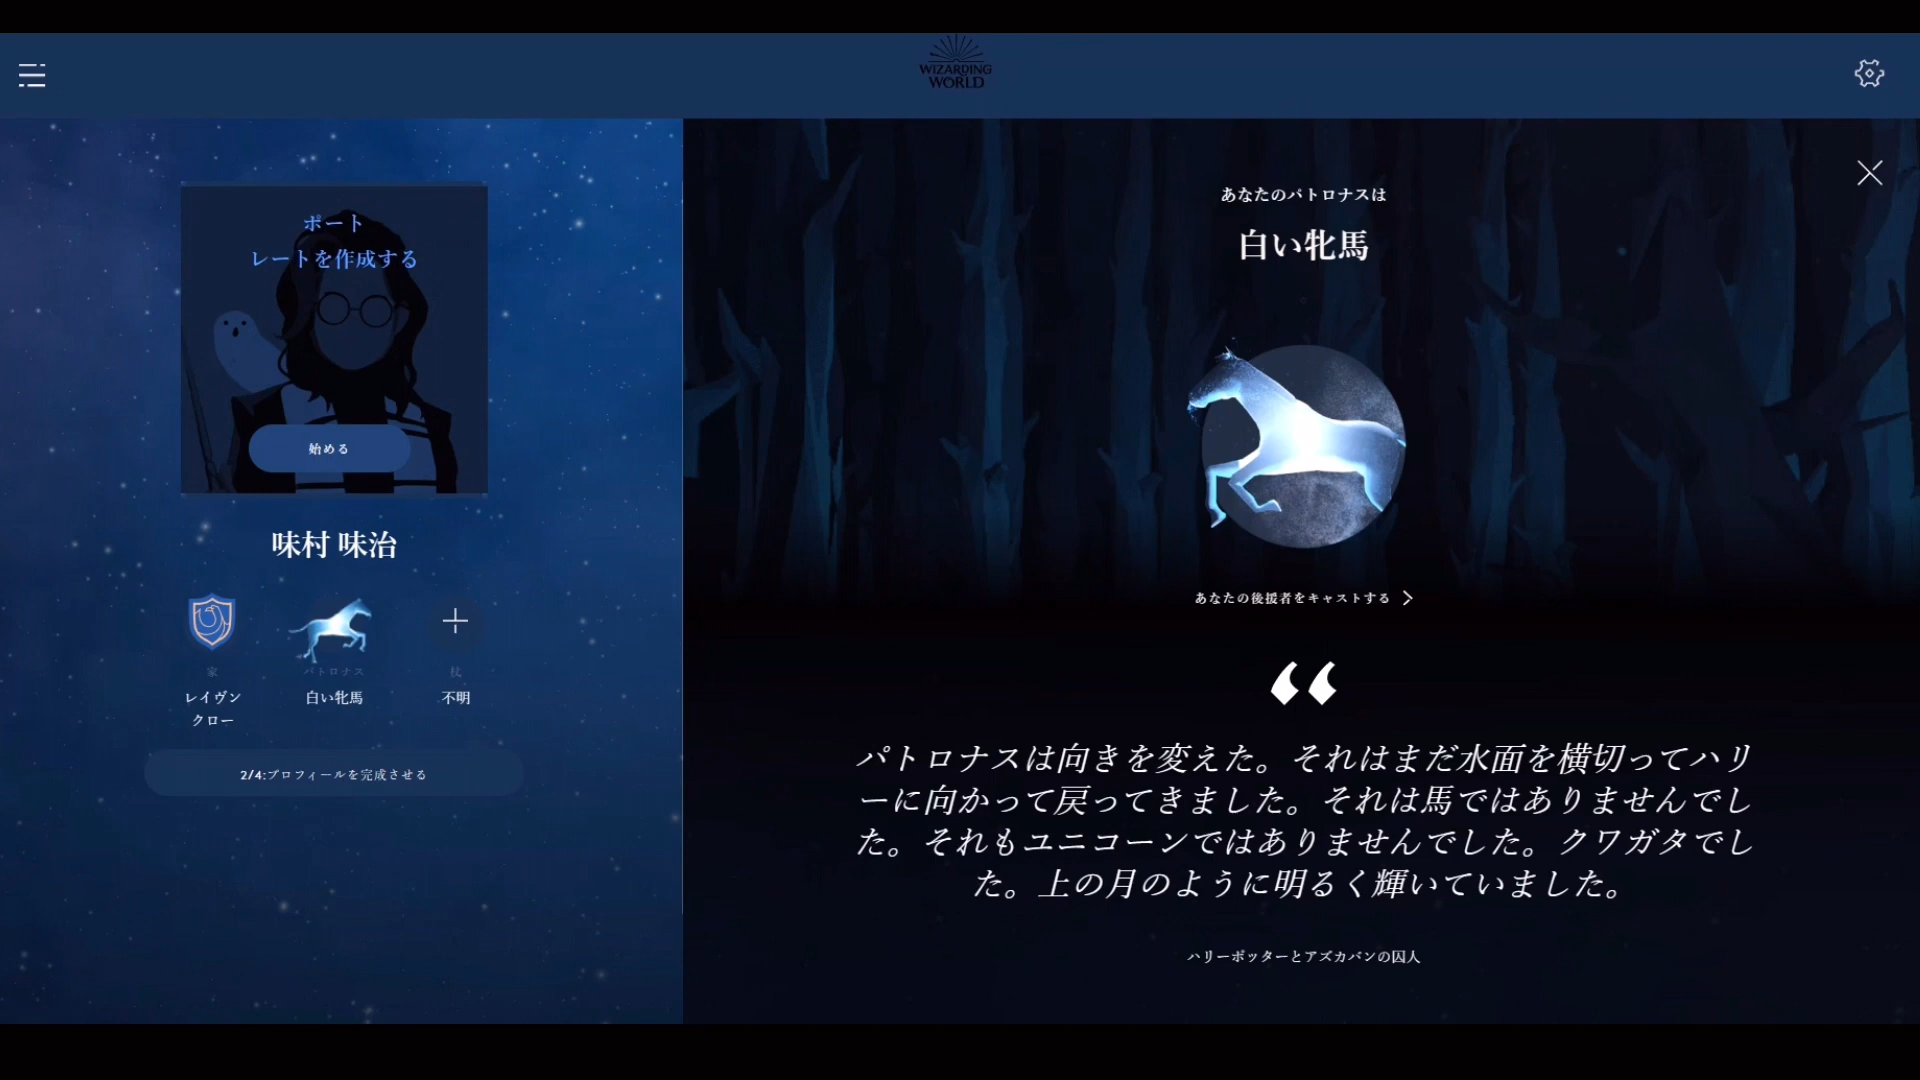 WIZARDING
WORLD
ポート
レートを作成する
始める
味村 味治
家
レイヴン
クロー
パトロナス
白い牝馬
杖
不明
2/4:プロフィールを完成させる
あなたのパトロナスは
白い牝馬
あなたの後援者をキャストする
“
パトロナスは向きを変えた。それはまだ水面を横切ってハリ
ーに向かって戻ってきました。それは馬ではありませんでし
た。それもユニコーンではありませんでした。クワガタでし
た。上の月のように明るく輝いていました。
ハリーポッターとアズカバンの囚人